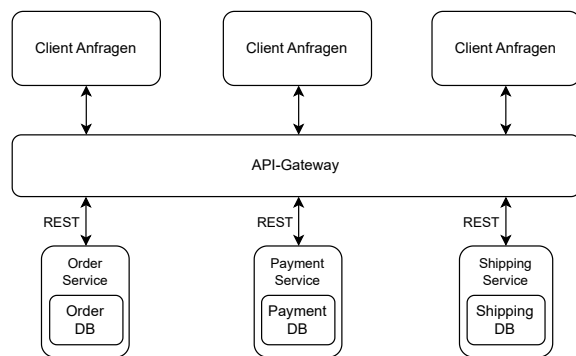 Client Anfragen
Client Anfragen
Client Anfragen
API-Gateway
REST
REST
REST
Order
Service
Order
DB
Payment
Service
Payment
DB
Shipping
Service
Shipping
DB